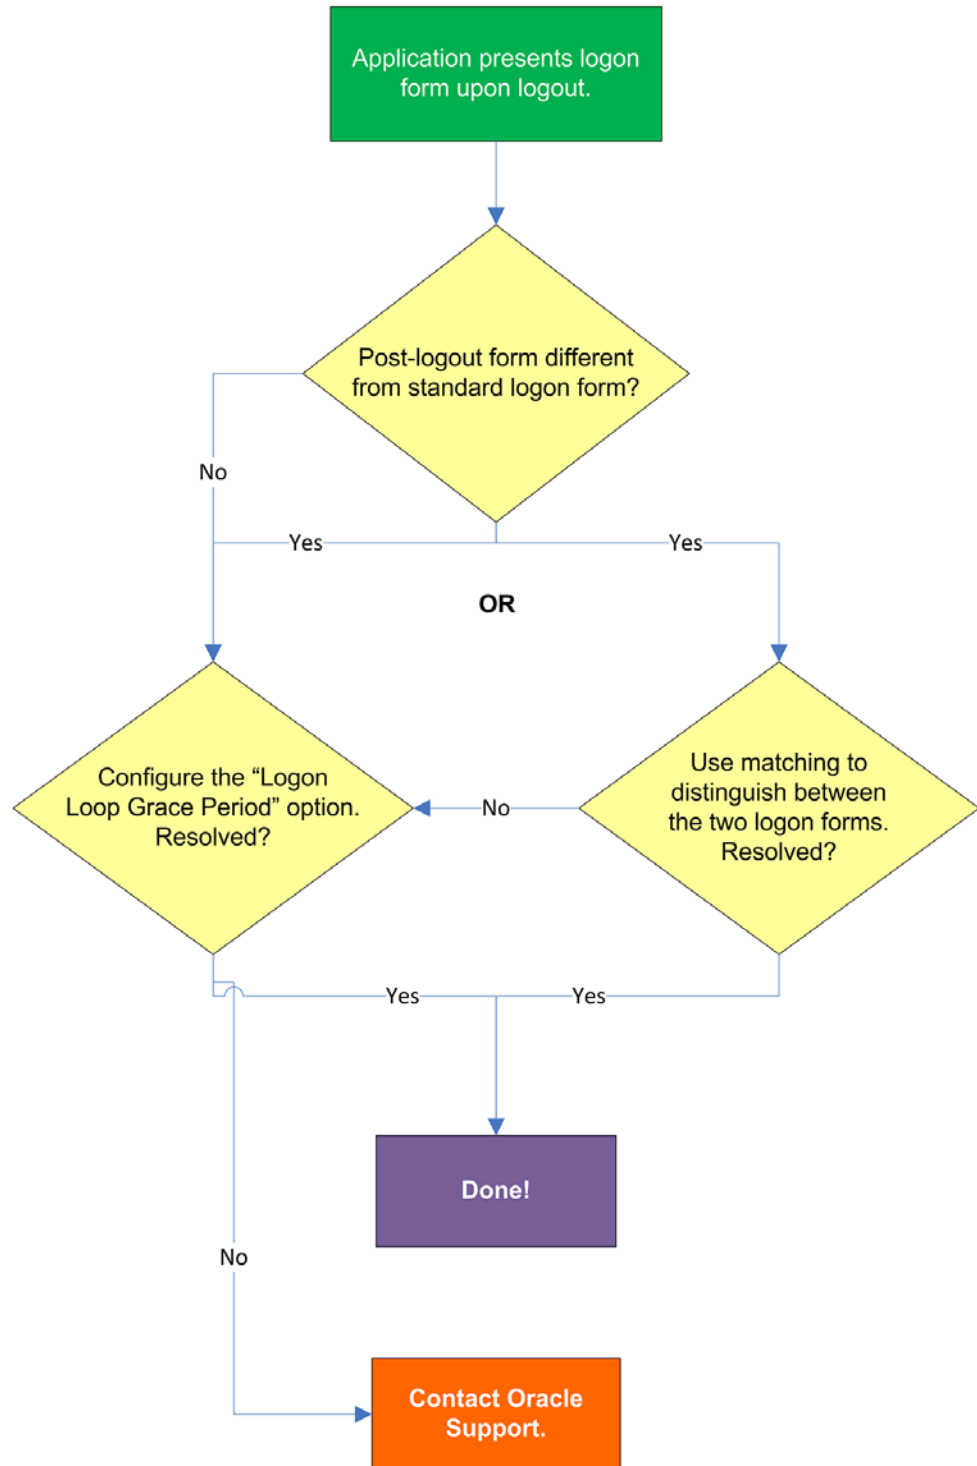 Application presents logon
form upon logout.
Post-logout form different
from standard logon form?
No
Yes
Yes
OR
Configure the “Logon
Loop Grace Period” option.
Resolved?
No
Use matching to
distinguish between
the two logon forms.
Resolved?
Yes
Yes
Done!
No
Contact Oracle
Support.